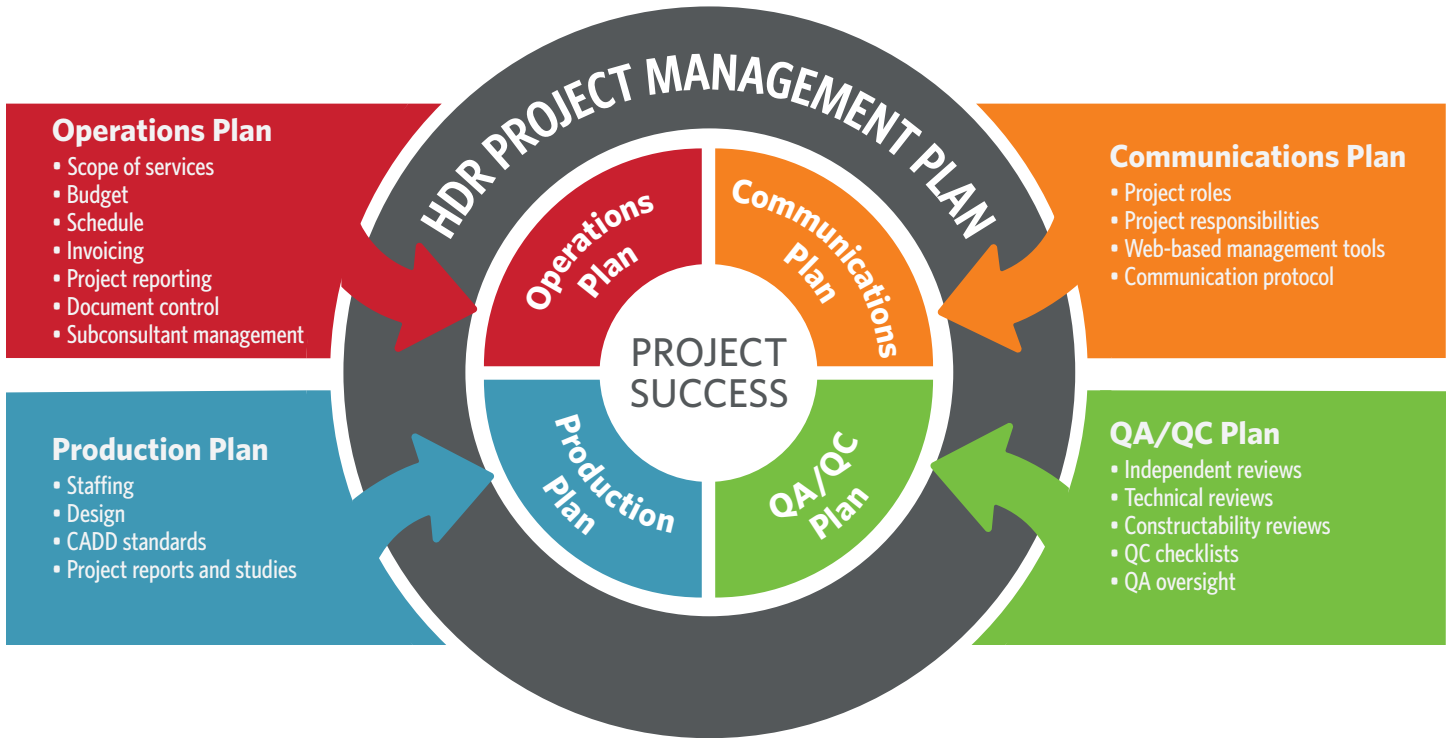 HDR PROJECT MANAGEMENT PLAN
Operations Plan
• Scope of services
• Budget
• Schedule
• Invoicing
• Project reporting
• Document control
• Subconsultant management
Communications Plan
• Project roles
• Project responsibilities
• Web-based management tools
• Communication protocol
Operations
Plan
Communications
Plan
PROJECT
SUCCESS
Production
Plan
QA/QC
Plan
Production Plan
• Staffing
• Design
• CADD standards
• Project reports and studies
QA/QC Plan
• Independent reviews
• Technical reviews
• Constructability reviews
• QC checklists
• QA oversight